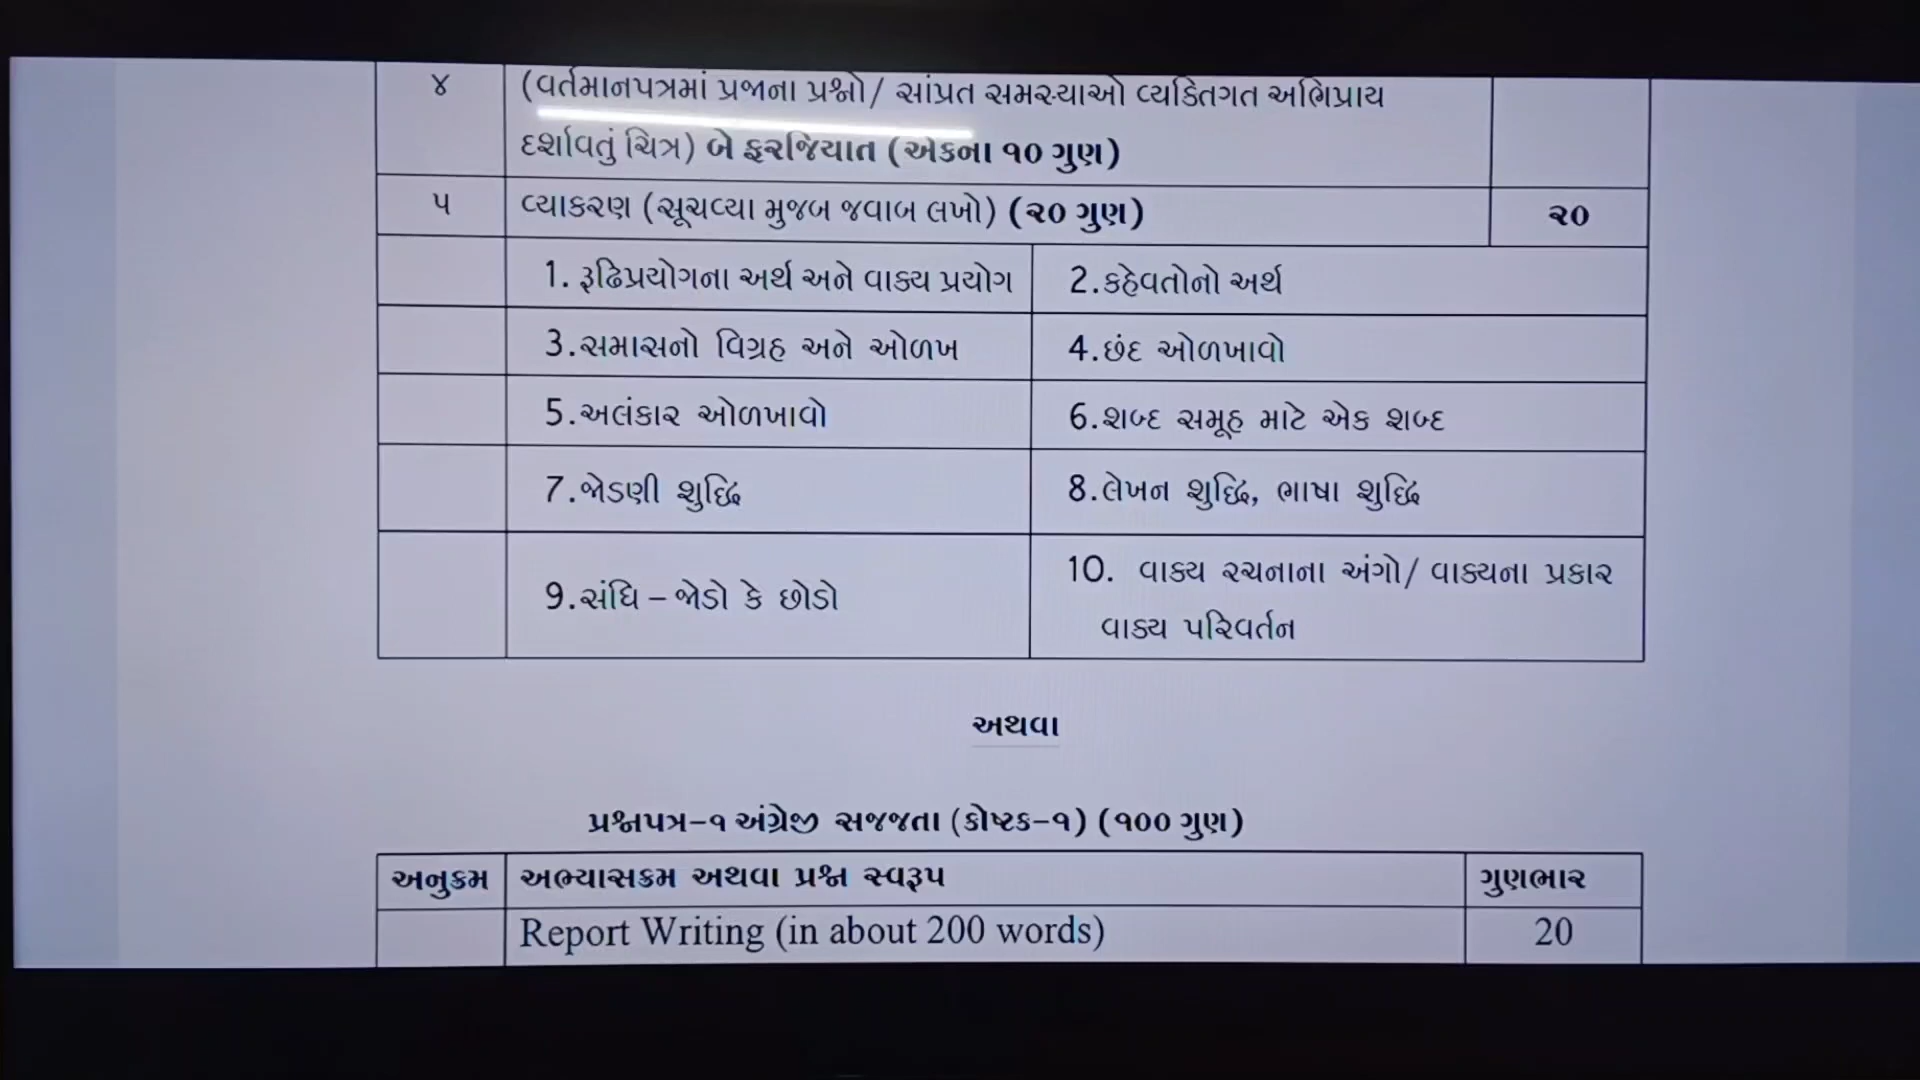 ૪ (વર્તમાનપત્રમાં પ્રજાના પ્રશ્નો/ સાંપ્રત સમસ્યાઓ વ્યક્તિગત અભિપ્રાય
દર્શાવતું ચિત્ર) બે ફરજિયાત (એકના ૧૦ ગુણ)
૫ વ્યાકરણ (સૂચવ્યા મુજબ જવાબ લખો) (૨૦ ગુણ) ૨૦
1. રૂઢિપ્રયોગના અર્થ અને વાક્ય પ્રયોગ 2.કહેવતોનો અર્થ
3.સમાસનો વિગ્રહ અને ઓળખ 4.છંદ ઓળખાવો
5.અલંકાર ઓળખાવો 6.શબ્દ સમૂહ માટે એક શબ્દ
7.જોડણી શુદ્ધિ 8.લેખન શુદ્ધિ, ભાષા શુદ્ધિ
9.સંધિ – જોડો કે છોડો 10. વાક્ય રચનાના અંગો/ વાક્યના પ્રકાર
વાક્ય પરિવર્તન
અથવા
પ્રશ્નપત્ર-૧ અંગ્રેજી સજજતા (કોષ્ટક-૧) (૧૦૦ ગુણ)
અનુક્રમ અભ્યાસક્રમ અથવા પ્રશ્ન સ્વરૂપ ગુણભાર
Report Writing (in about 200 words) 20